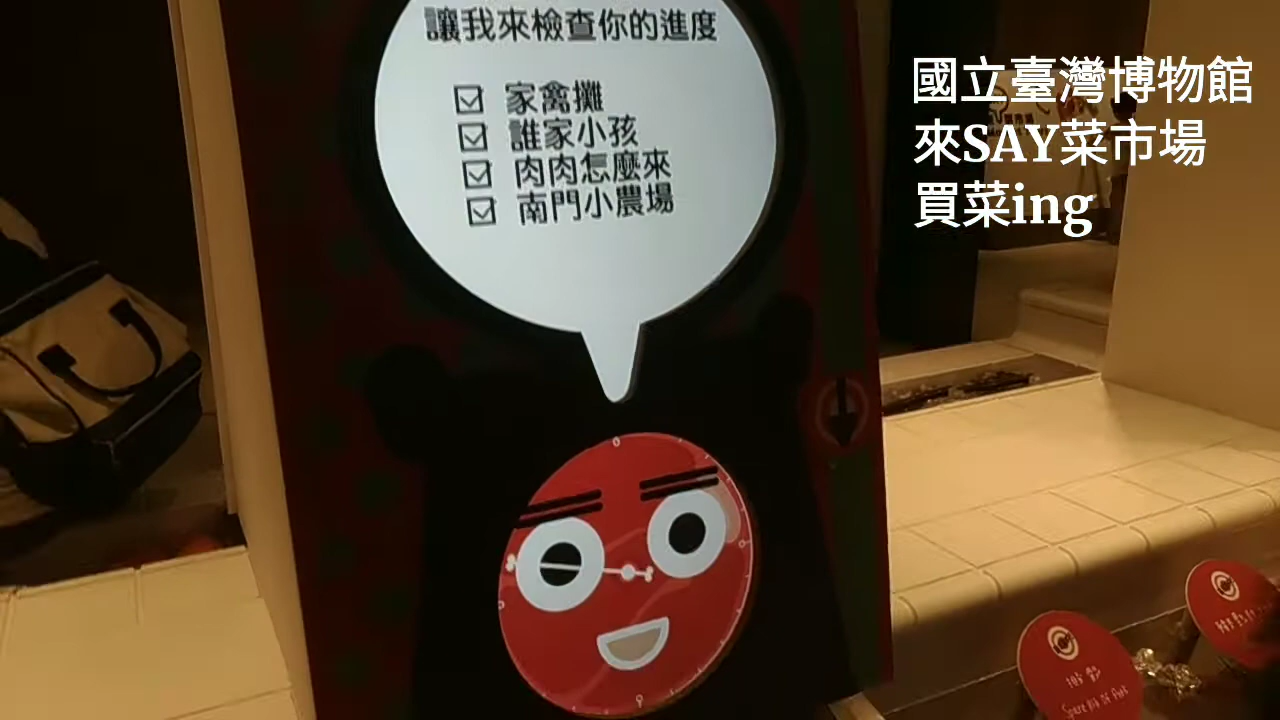 讓我來檢查你的進度
家禽攤
誰家小孩
肉肉怎麼來
南門小農場
國立臺灣博物館
來SAY菜市場
買菜ing